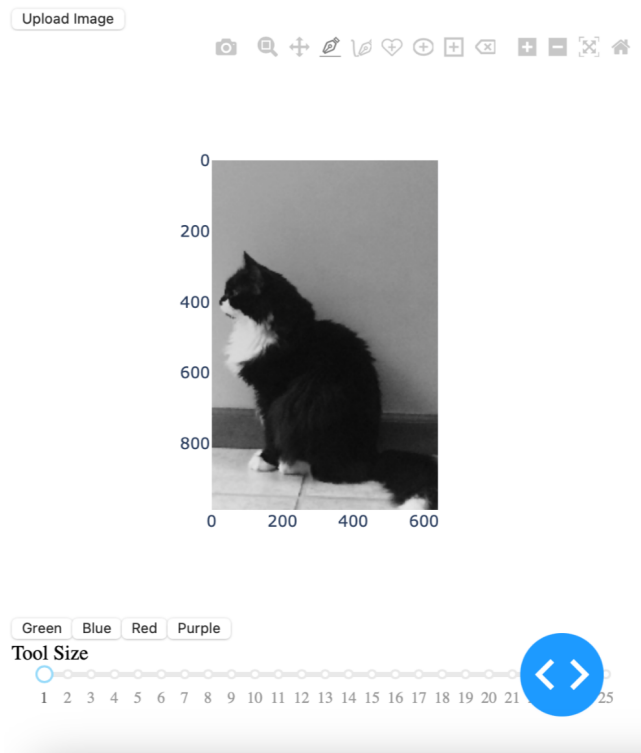 Upload Image
0
200
400
600
800
0 200 400 600
Green Blue Red Purple
Tool Size
1 2 3 4 5 6 7 8 9 10 11 12 13 14 15 16 17 18 19 20 21 25